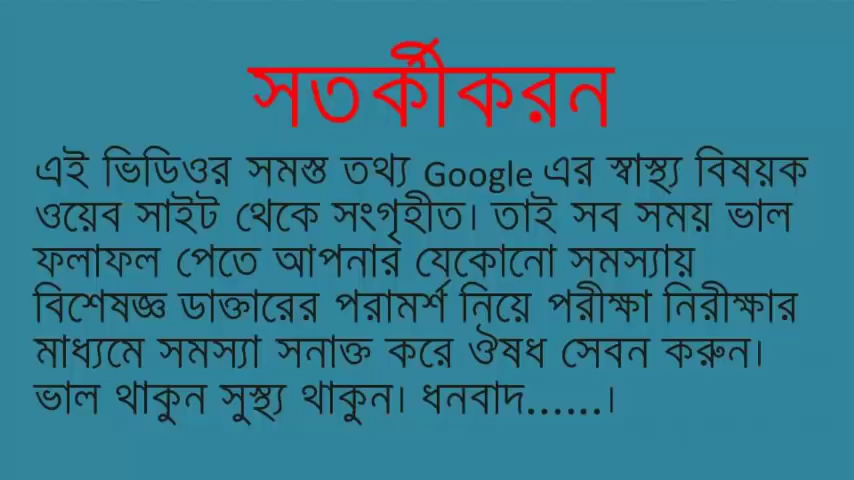 সতর্কীকরন
এই ভিডিওর সমস্ত তথ্য Google এর স্বাস্থ্য বিষয়ক
ওয়েব সাইট থেকে সংগৃহীত। তাই সব সময় ভাল
ফলাফল পেতে আপনার যেকোনো সমস্যায়
বিশেষজ্ঞ ডাক্তারের পরামর্শ নিয়ে পরীক্ষা নিরীক্ষার
মাধ্যমে সমস্যা সনাক্ত করে ঔষধ সেবন করুন।
ভাল থাকুন সুস্থ্য থাকুন। ধনবাদ......।